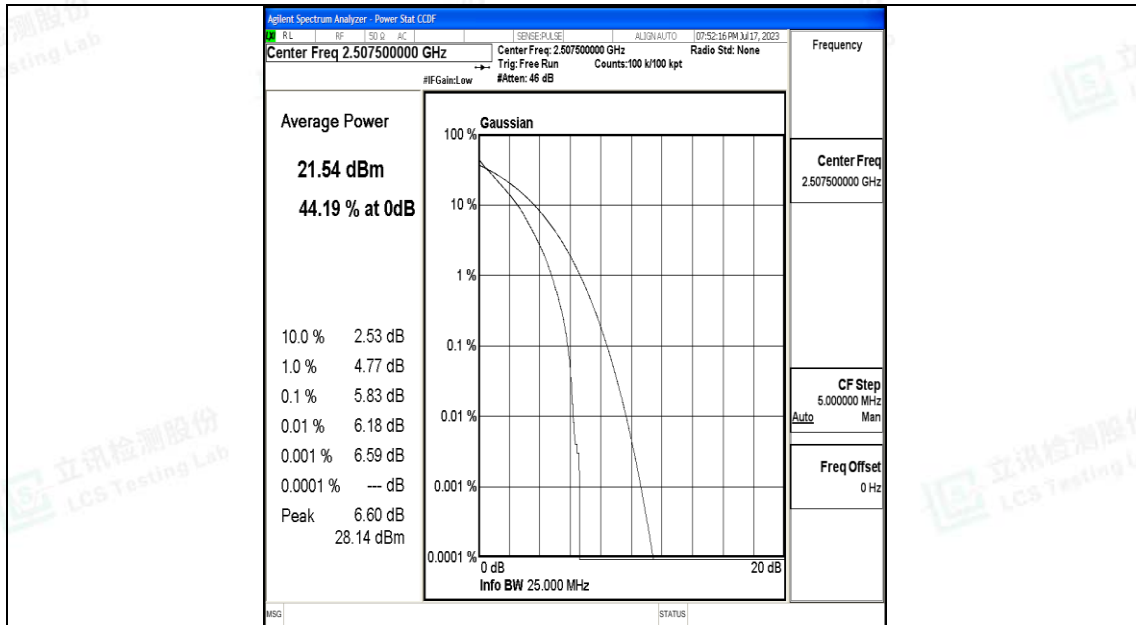 Agilent Spectrum Analyzer - Power Stat CCDF
RL RF 50 Ω AC SENSE:PULSE ALIGN AUTO 07:52:16 PM Jul 17, 2023
Center Freq 2.507500000 GHz
Center Freq: 2.507500000 GHz Radio Std: None
Trig: Free Run Counts:100 k/100 kpt
#IFGain:Low #Atten: 46 dB
Frequency
Average Power
21.54 dBm
44.19 % at 0dB
10.0 % 2.53 dB
1.0 % 4.77 dB
0.1 % 5.83 dB
0.01 % 6.18 dB
0.001 % 6.59 dB
0.0001 % --- dB
Peak 6.60 dB
28.14 dBm
Gaussian
100 %
10 %
1 %
0.1 %
0.01 %
0.001 %
0.0001 %
0 dB 20 dB
Info BW 25.000 MHz
Center Freq
2.507500000 GHz
CF Step
5.000000 MHz
Auto Man
Freq Offset
0 Hz
MSG STATUS
立讯检测股份
LCS Testing Lab
立讯检测股份